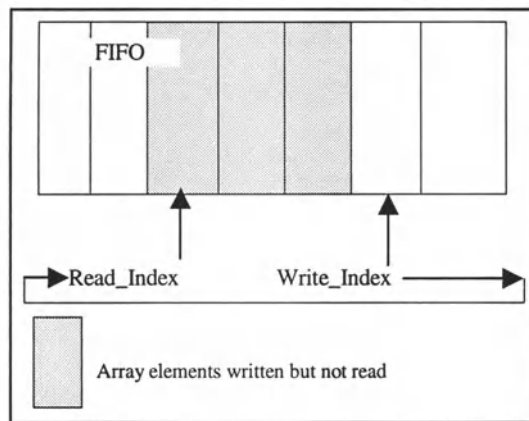 FIFO
Read_Index Write_Index
Array elements written but not read